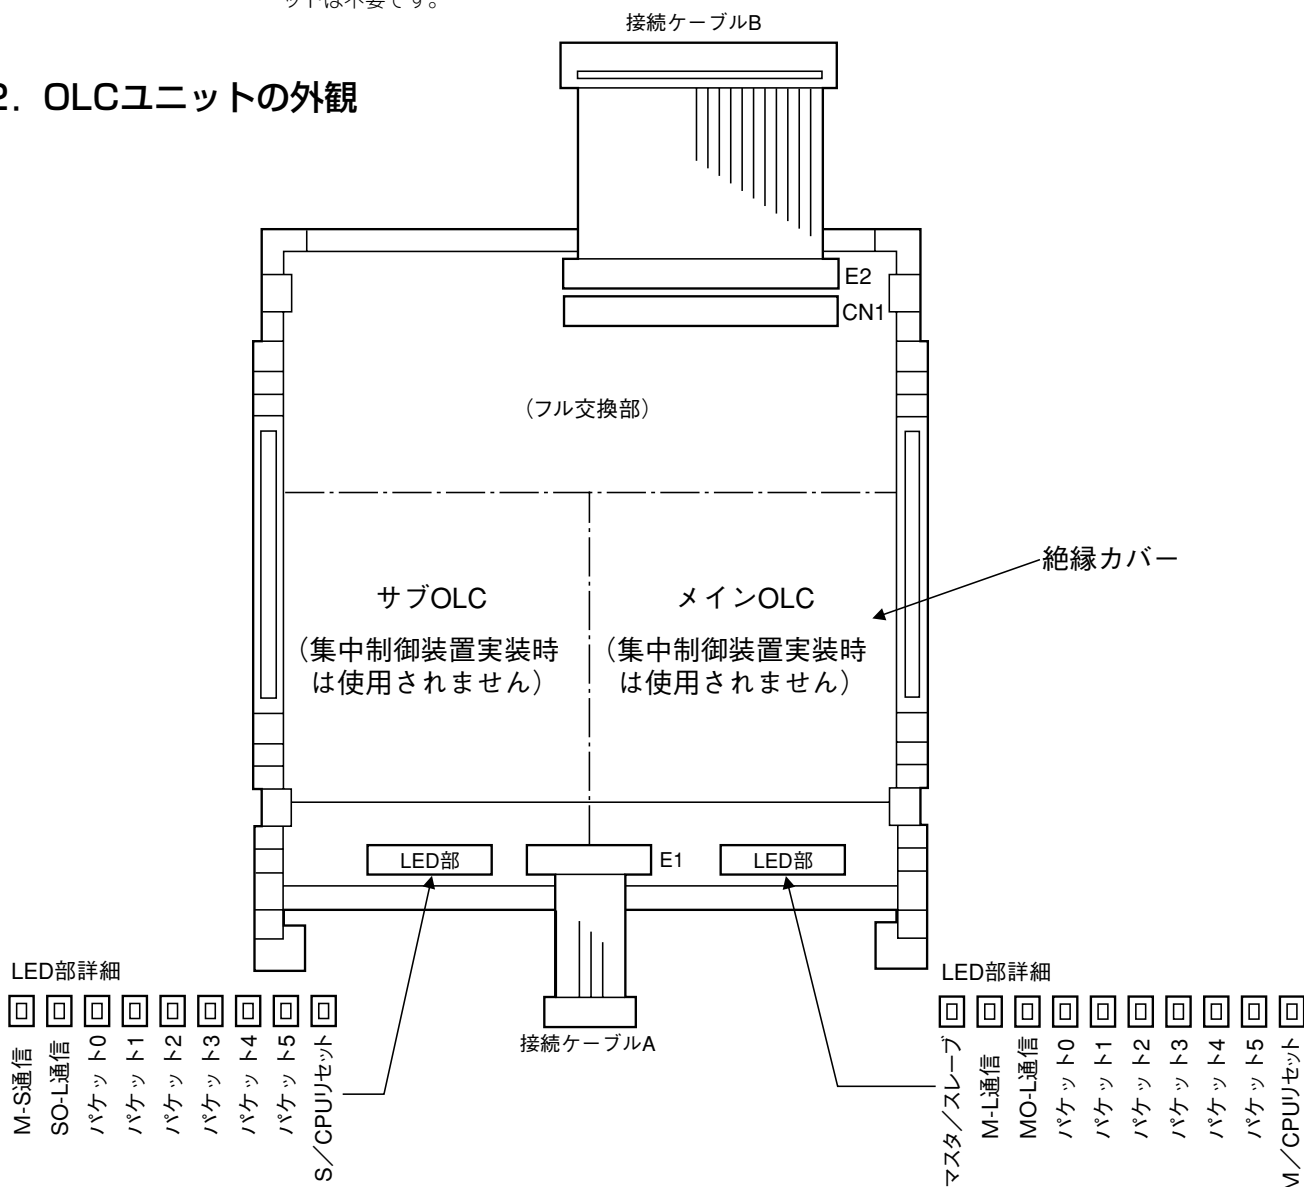 ットは不要です。
接続ケーブルB
2. OLCユニットの外観
E2
CN1
（フル交換部）
絶縁カバー
サブOLC
（集中制御装置実装時
は使用されません）
メインOLC
（集中制御装置実装時
は使用されません）
LED部
E1
LED部
LED部詳細
M-S通信
SO-L通信
パケット0
パケット1
パケット2
パケット3
パケット4
パケット5
S／CPUリセット
接続ケーブルA
LED部詳細
マスタ／スレーブ
M-L通信
MO-L通信
パケット0
パケット1
パケット2
パケット3
パケット4
パケット5
M／CPUリセット